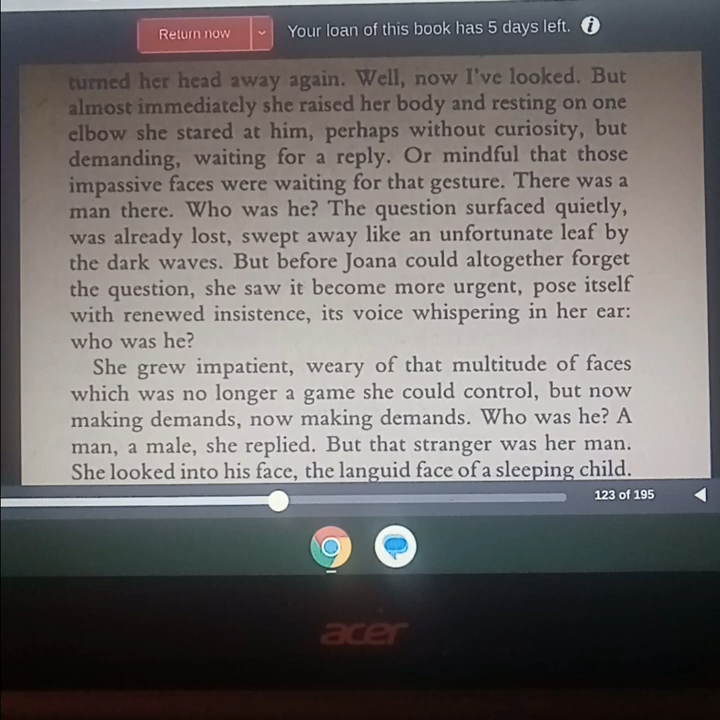 Return now
Your loan of this book has 5 days left.
turned her head away again. Well, now I've looked. But
almost immediately she raised her body and resting on one
elbow she stared at him, perhaps without curiosity, but
demanding, waiting for a reply. Or mindful that those
impassive faces were waiting for that gesture. There was a
man there. Who was he? The question surfaced quietly,
was already lost, swept away like an unfortunate leaf by
the dark waves. But before Joana could altogether forget
the question, she saw it become more urgent, pose itself
with renewed insistence, its voice whispering in her ear:
who was he?
She grew impatient, weary of that multitude of faces
which was no longer a game she could control, but now
making demands, now making demands. Who was he? A
man, a male, she replied. But that stranger was her man.
She looked into his face, the languid face of a sleeping child.
123 of 195
acer